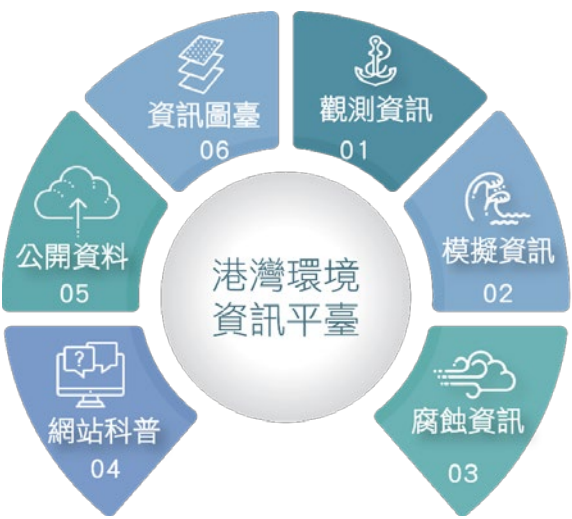 港灣環境
資訊平臺
觀測資訊
01
模擬資訊
02
腐蝕資訊
03
網站科普
04
公開資料
05
資訊圖臺
06
?